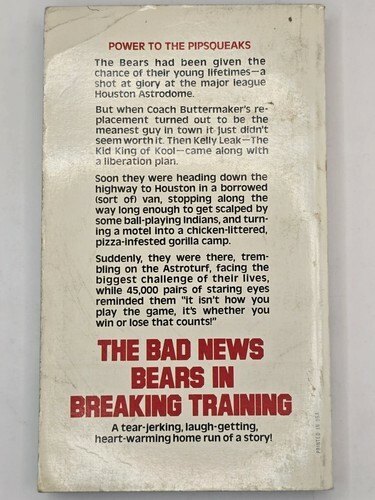 POWER TO THE PIPSQUEAKS
The Bears had been given the
chance of their young lifetimes—a
shot at glory at the major league
Houston Astrodome.
But when Coach Buttermaker's re-
placement turned out to be the
meanest guy in town it just didn't
seem worth it. Then Kelly Leak—The
Kid King of Kool—came along with
a liberation plan.
Soon they were heading down the
highway to Houston in a borrowed
(sort of) van, stopping along the
way long enough to get scalped by
some ball-playing Indians, and turn-
ing a motel into a chicken-littered,
pizza-infested gorilla camp.
Suddenly, they were there, trem-
bling on the Astroturf, facing the
biggest challenge of their lives,
while 45,000 pairs of staring eyes
reminded them "it isn't how you
play the game, it's whether you
win or lose that counts!"
THE BAD NEWS
BEARS IN
BREAKING TRAINING
A tear-jerking, laugh-getting,
heart-warming home run of a story!
PRINTED IN